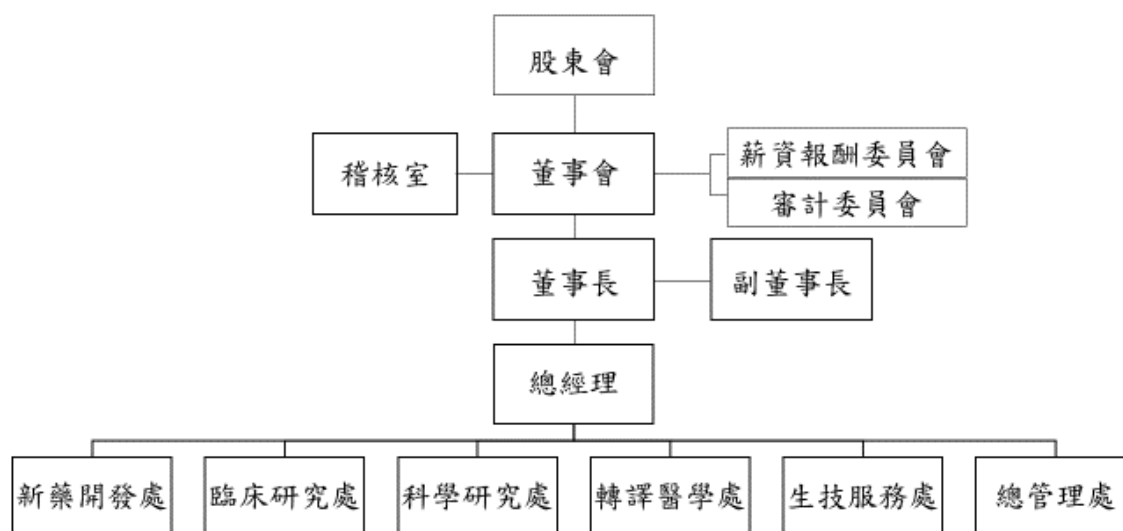 股東會
稽核室
董事會
薪資報酬委員會
審計委員會
董事長
副董事長
總經理
新藥開發處
臨床研究處
科學研究處
轉譯醫學處
生技服務處
總管理處